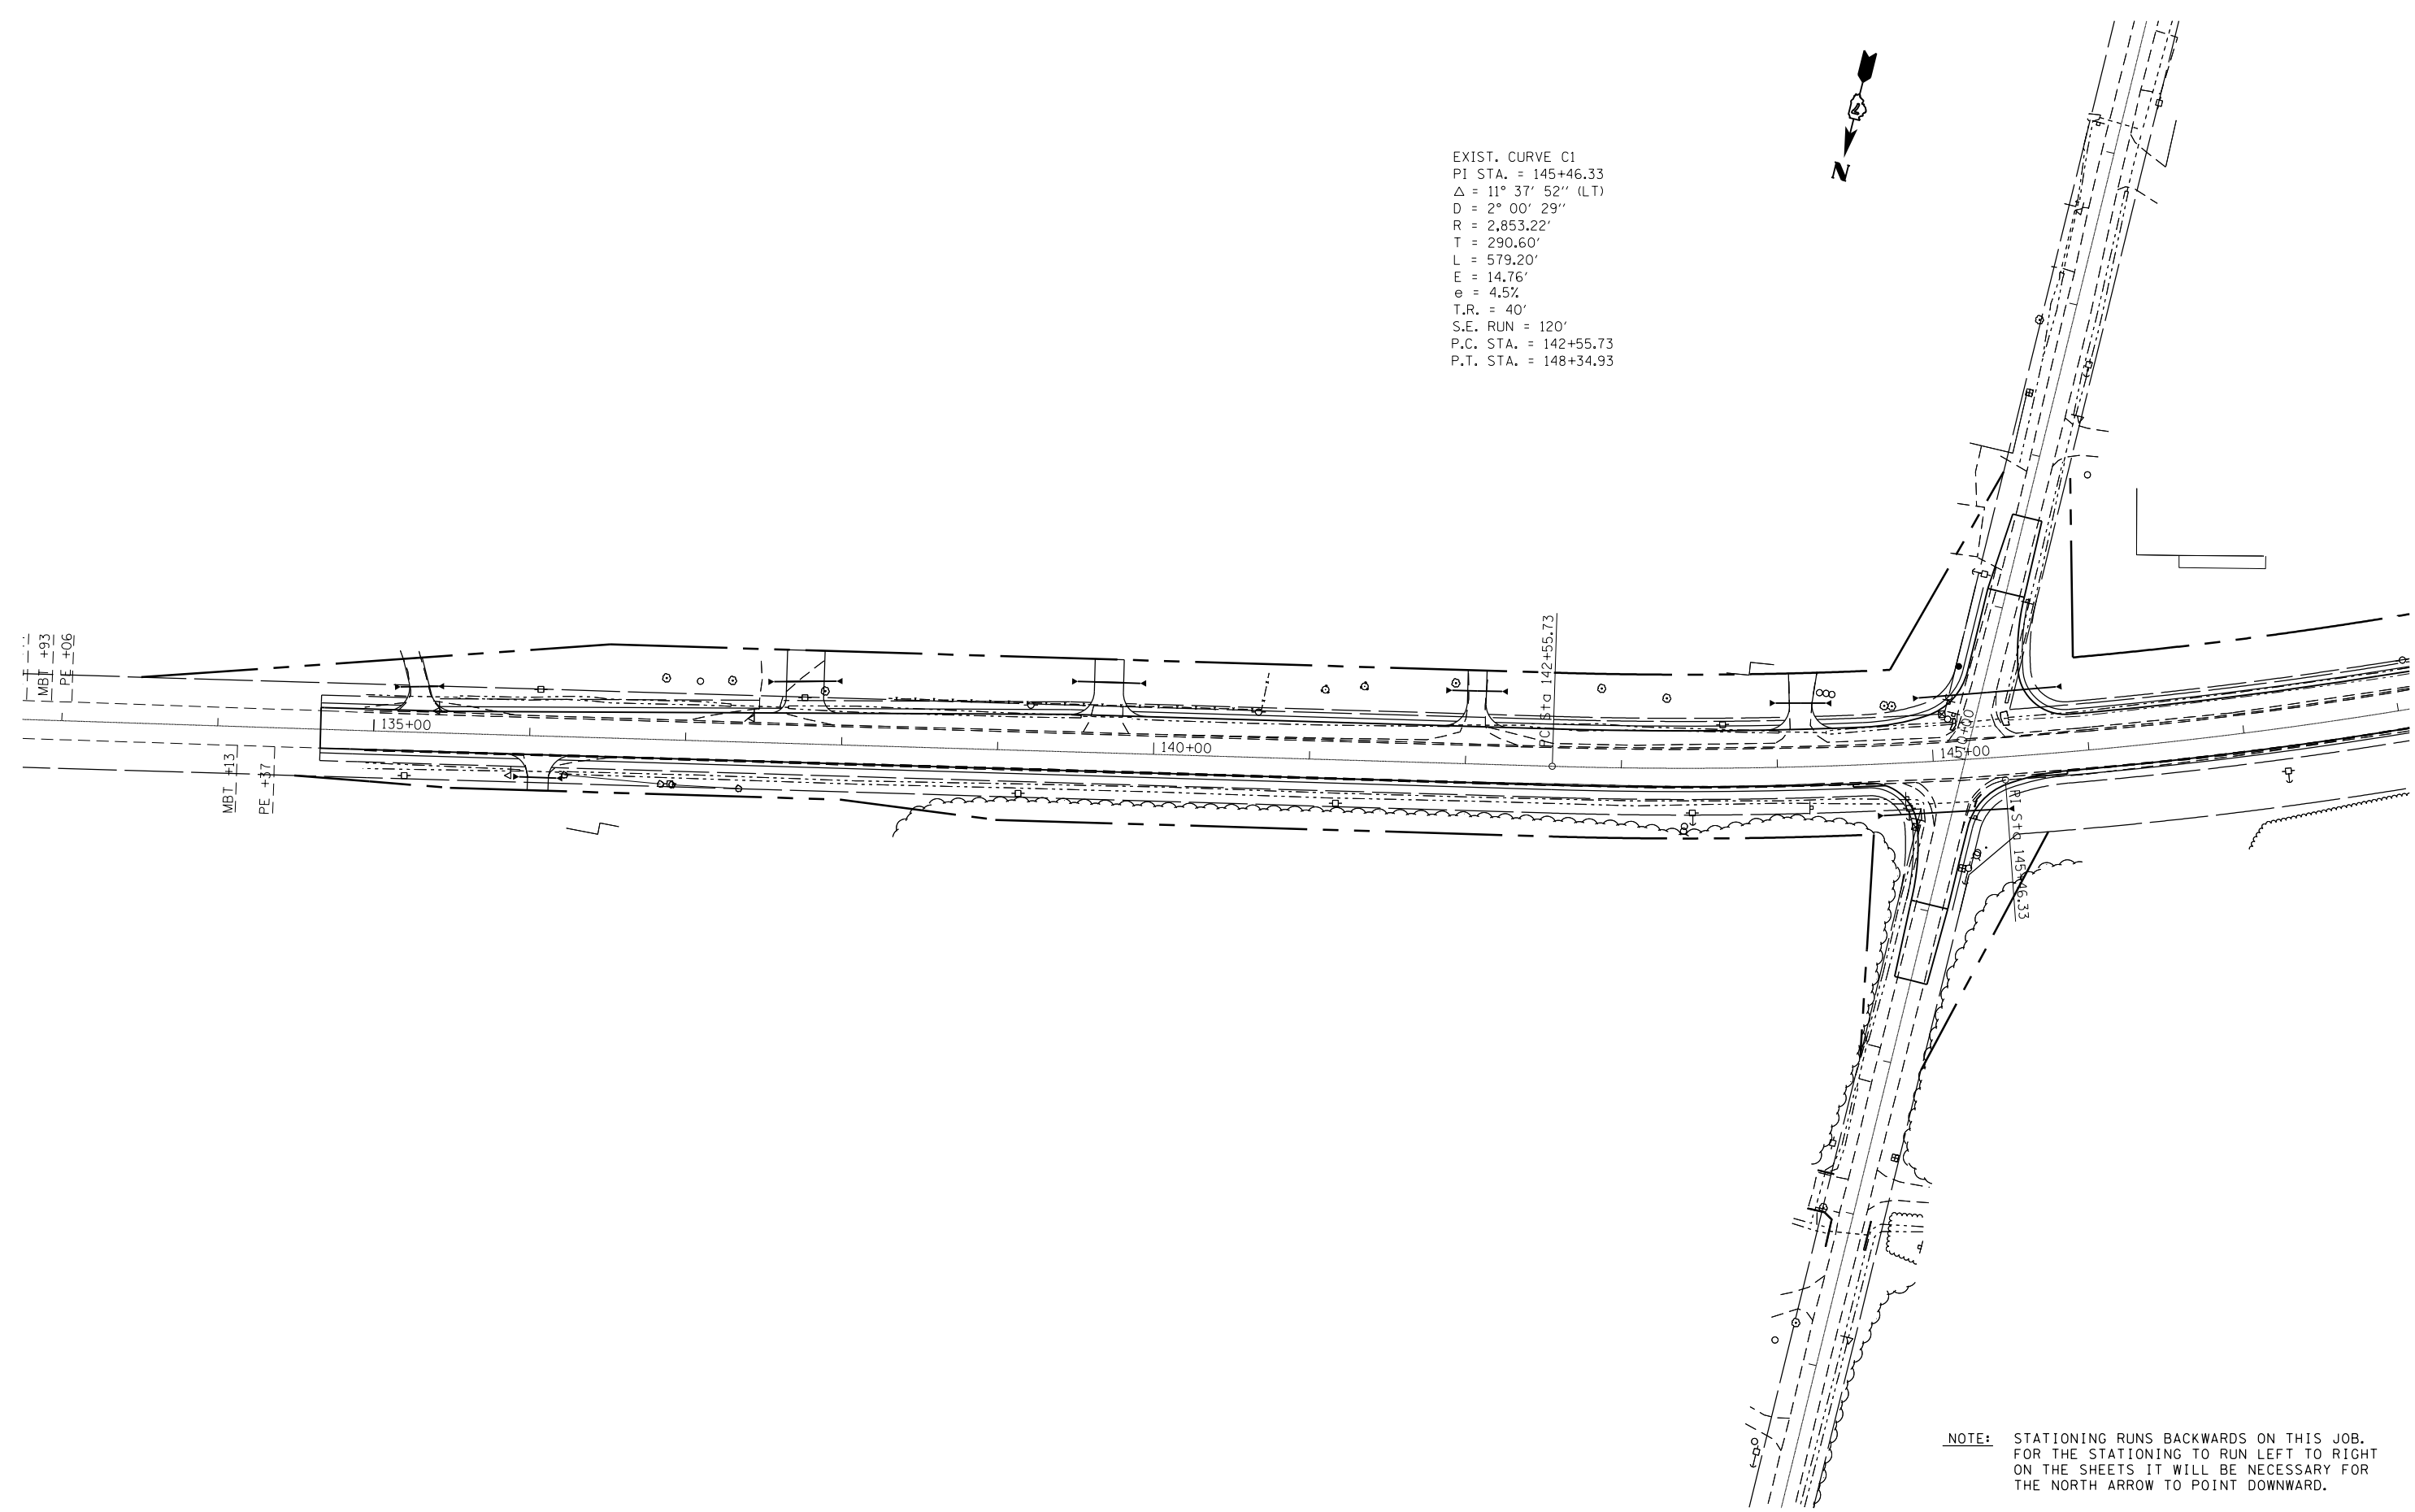 N
EXIST. CURVE C1
PI STA. = 145+46.33
△ = 11° 37′ 52′′ (LT)
D = 2° 00′ 29′′
R = 2,853.22′
T = 290.60′
L = 579.20′
E = 14.76′
e = 4.5%
T.R. = 40′
S.E. RUN = 120′
P.C. STA. = 142+55.73
P.T. STA. = 148+34.93
MBT +93
PE +06
MBT +13
PE +37
135+00
140+00
PC Sta 142+55.73
145+00
PI Sta 145+46.33
P
NOTE: STATIONING RUNS BACKWARDS ON THIS JOB.
FOR THE STATIONING TO RUN LEFT TO RIGHT
ON THE SHEETS IT WILL BE NECESSARY FOR
THE NORTH ARROW TO POINT DOWNWARD.